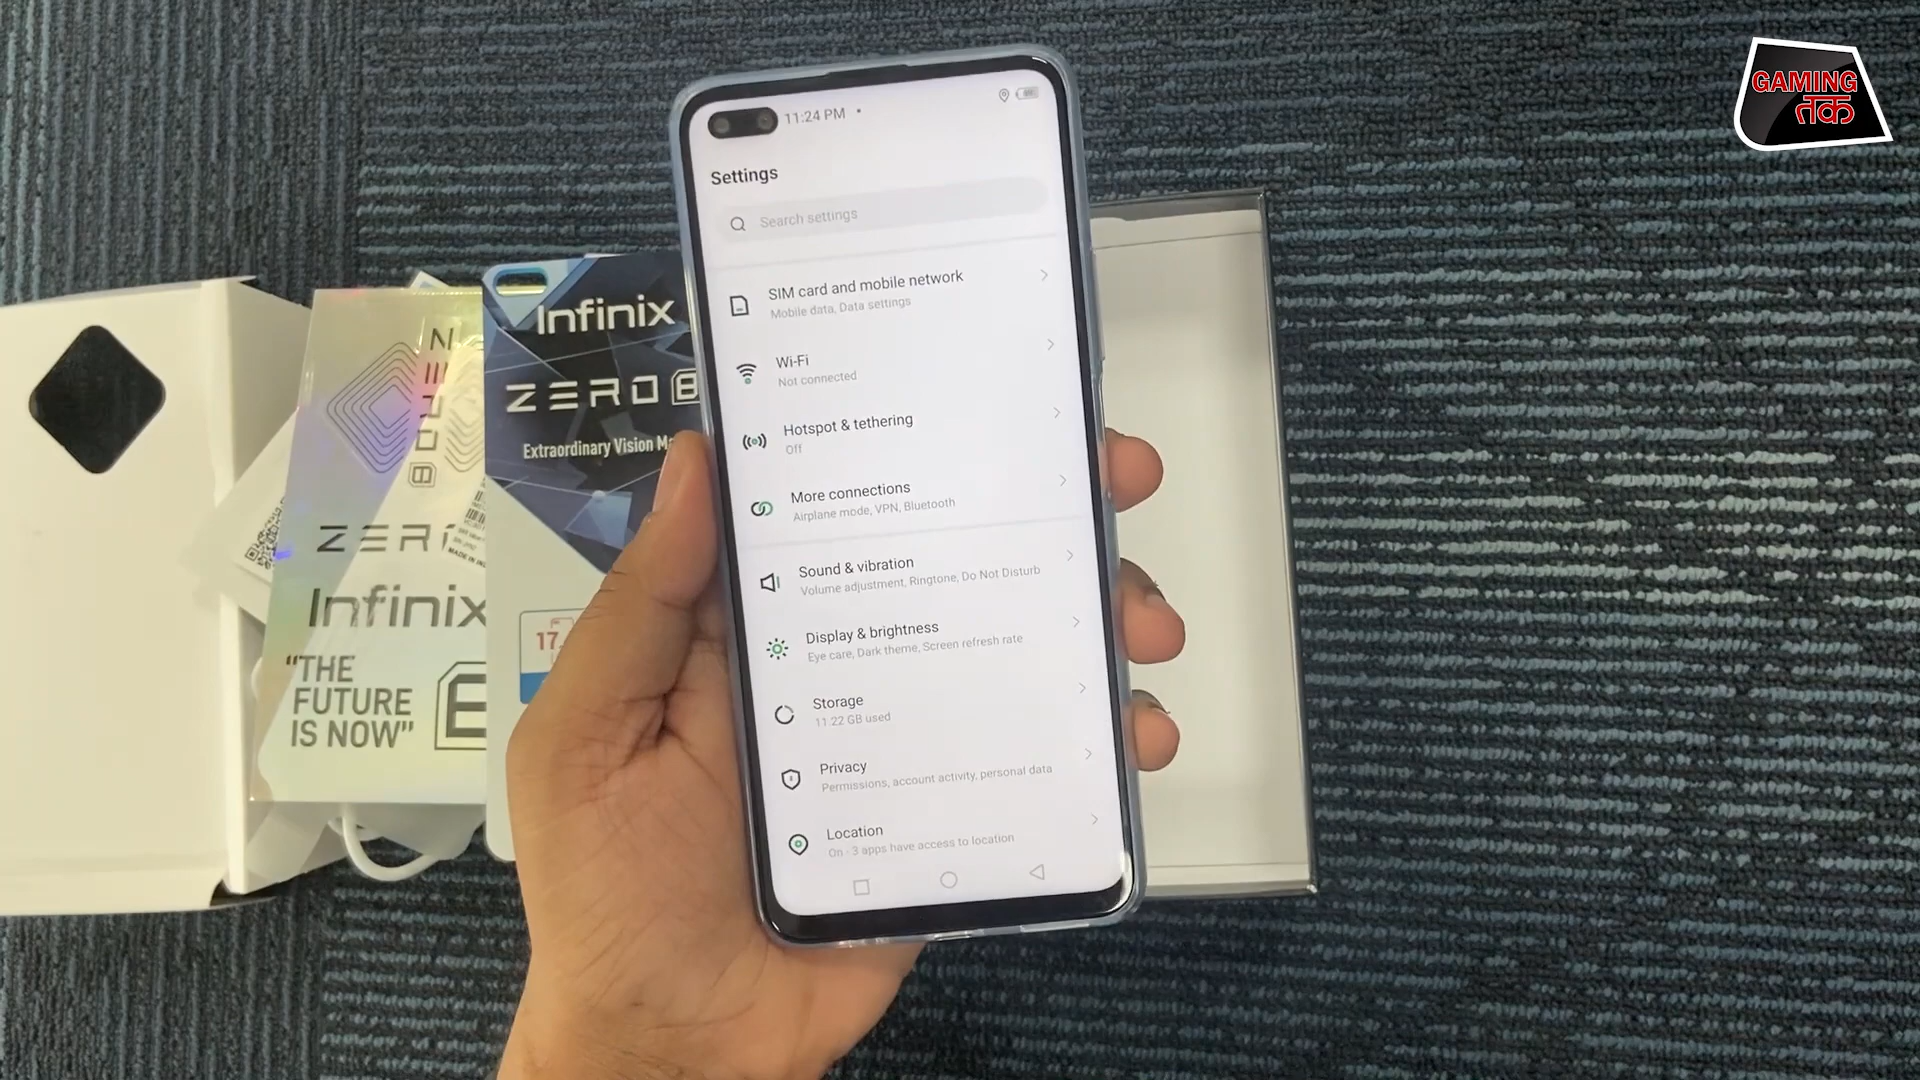 GAMING
तक
11:24 PM
Settings
Search settings
SIM card and mobile network
Mobile data, Data settings
Wi-Fi
Not connected
Hotspot & tethering
Off
More connections
Airplane mode, VPN, Bluetooth
Sound & vibration
Volume adjustment, Ringtone, Do Not Disturb
Display & brightness
Eye care, Dark theme, Screen refresh rate
Storage
11.22 GB used
Privacy
Permissions, account activity, personal data
Location
On - 3 apps have access to location
Infinix
ZERO 8
Extraordinary Vision
17.
Infinix
"THE
FUTURE
IS NOW"
8
MADE IN